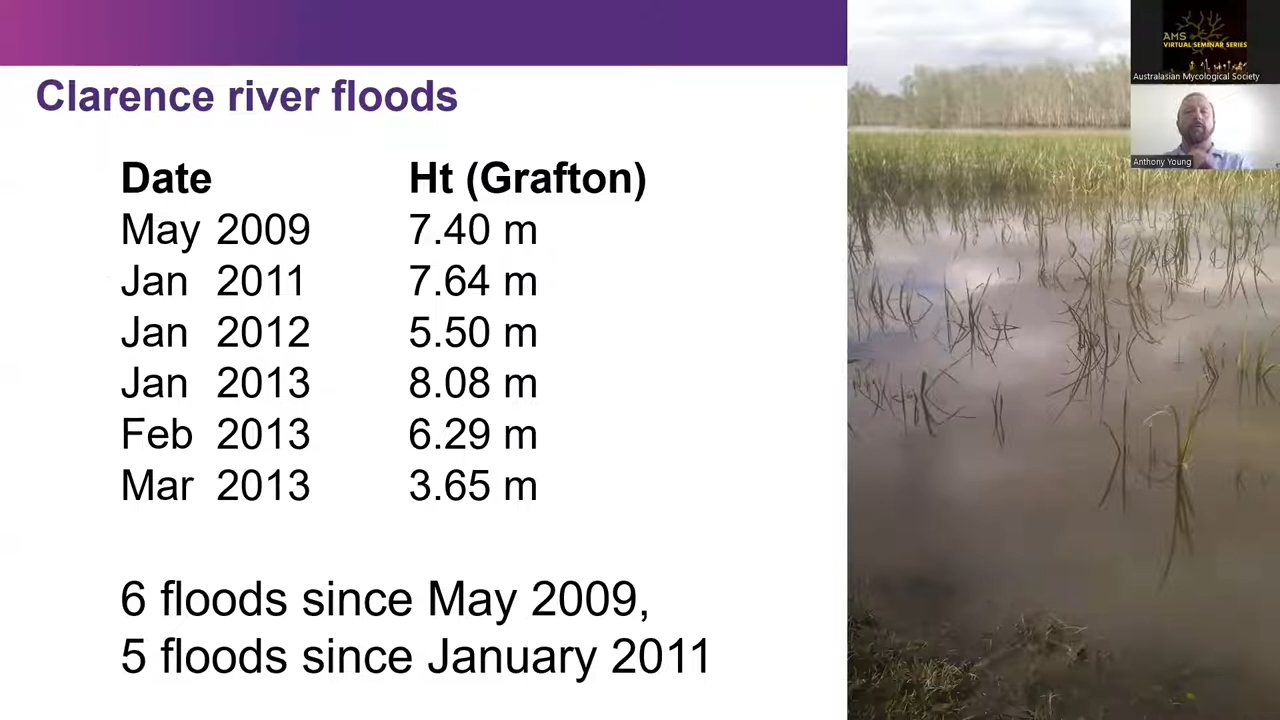 Clarence river floods
Date Ht (Grafton)
May 2009 7.40 m
Jan 2011 7.64 m
Jan 2012 5.50 m
Jan 2013 8.08 m
Feb 2013 6.29 m
Mar 2013 3.65 m
6 floods since May 2009,
5 floods since January 2011
AMS
VIRTUAL SEMINAR SERIES
Australasian Mycological Society
Anthony Young